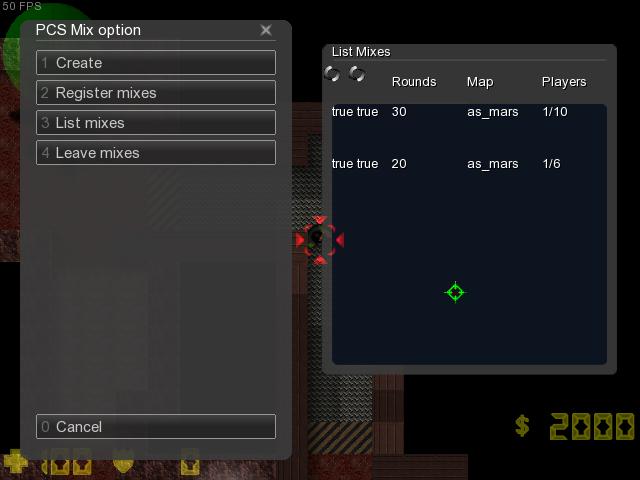 50 FPS
PCS Mix option
1 Create
2 Register mixes
3 List mixes
4 Leave mixes
0 Cancel
List Mixes
Rounds Map Players
true true 30 as_mars 1/10
true true 20 as_mars 1/6
$ 2000